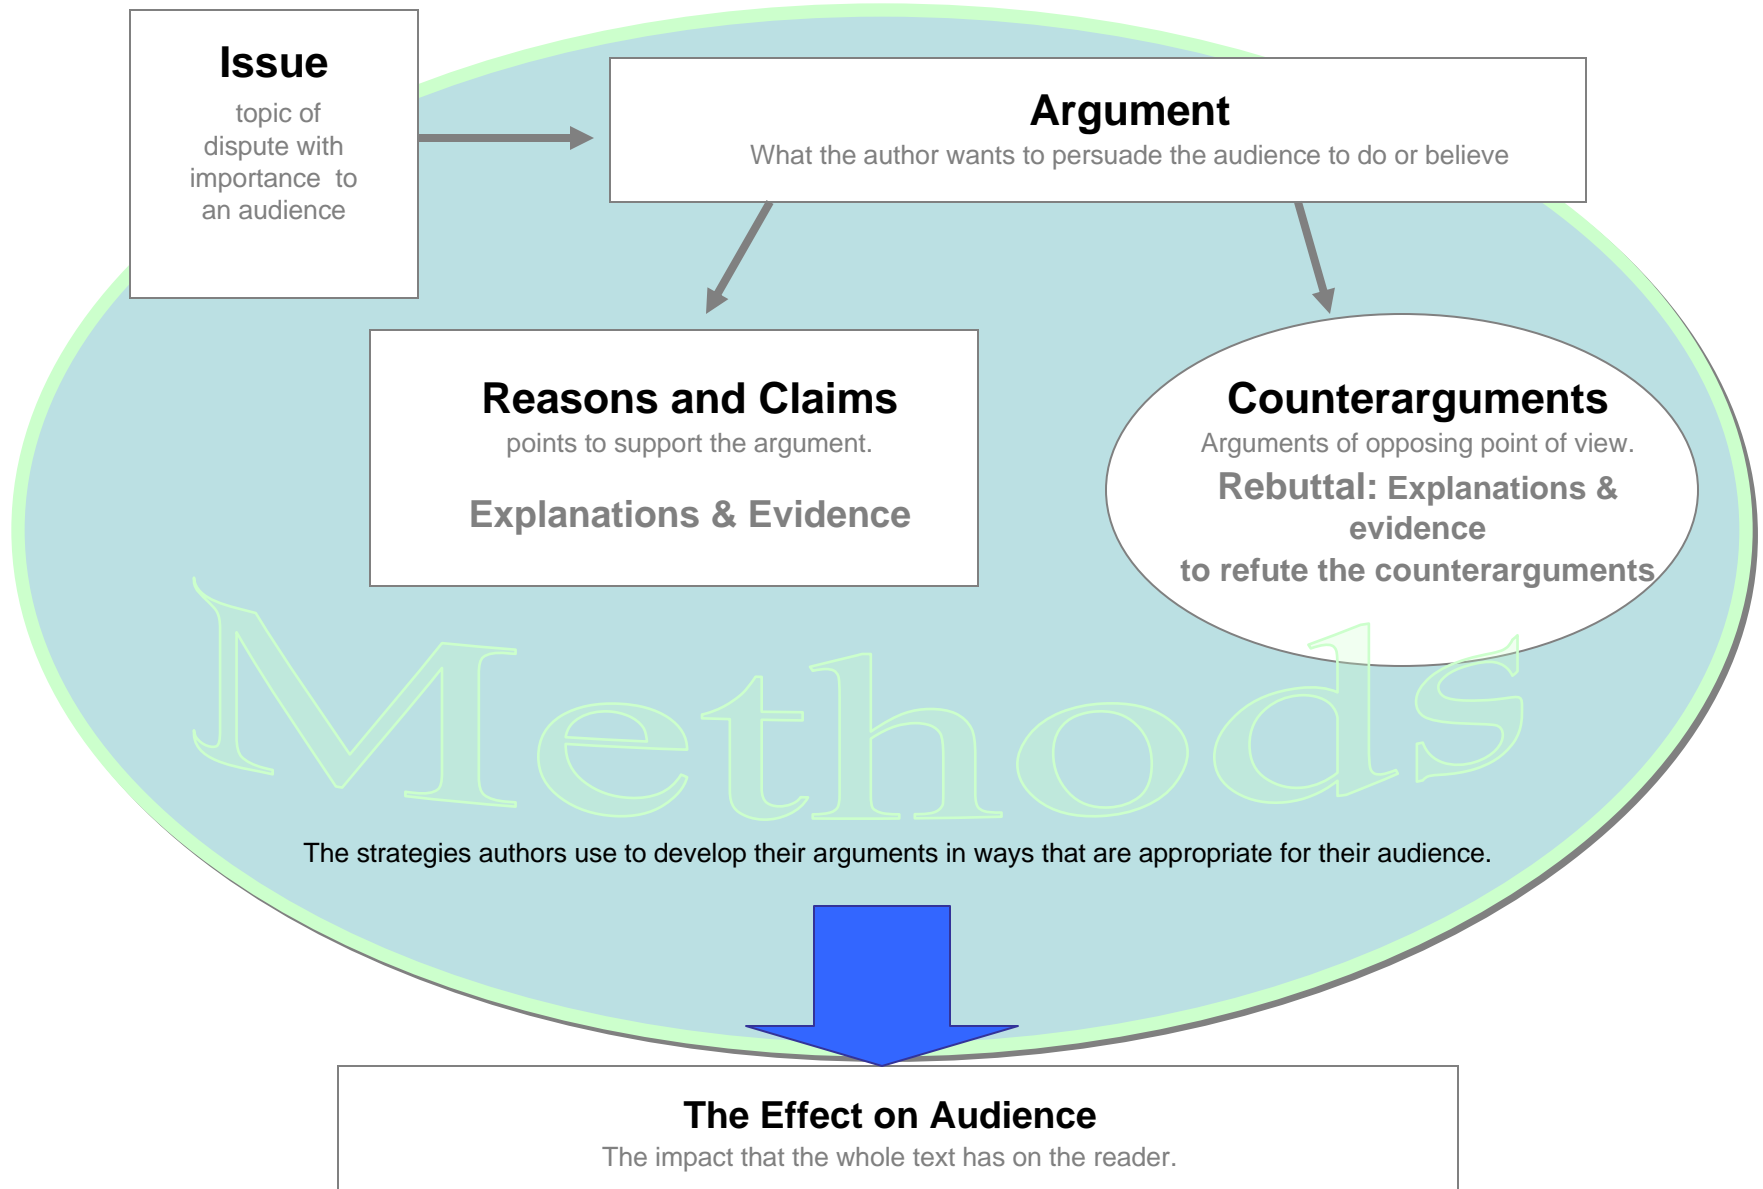 Issue
topic of
dispute with
importance to
an audience
Argument
What the author wants to persuade the audience to do or believe
Reasons and Claims
points to support the argument.
Explanations & Evidence
Counterarguments
Arguments of opposing point of view.
Rebuttal: Explanations &
evidence
to refute the counterarguments
Methods
The strategies authors use to develop their arguments in ways that are appropriate for their audience.
The Effect on Audience
The impact that the whole text has on the reader.